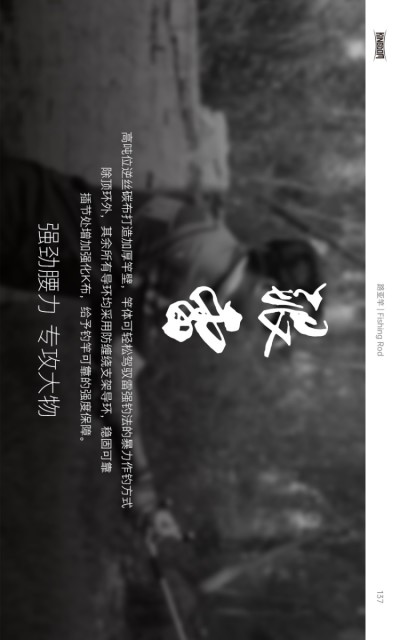 KINGDOM
路亚竿 | Fishing Rod
雷
高吨位逆丝碳布打造加厚竿壁，竿体可轻松驾驭雷强钓法的暴力作钓方式
除顶环外，其余所有导环均采用防缠绕支架导环，稳固可靠
插节处增加强化K布，给予钓竿可靠的强度保障。
强劲腰力 专攻大物
137